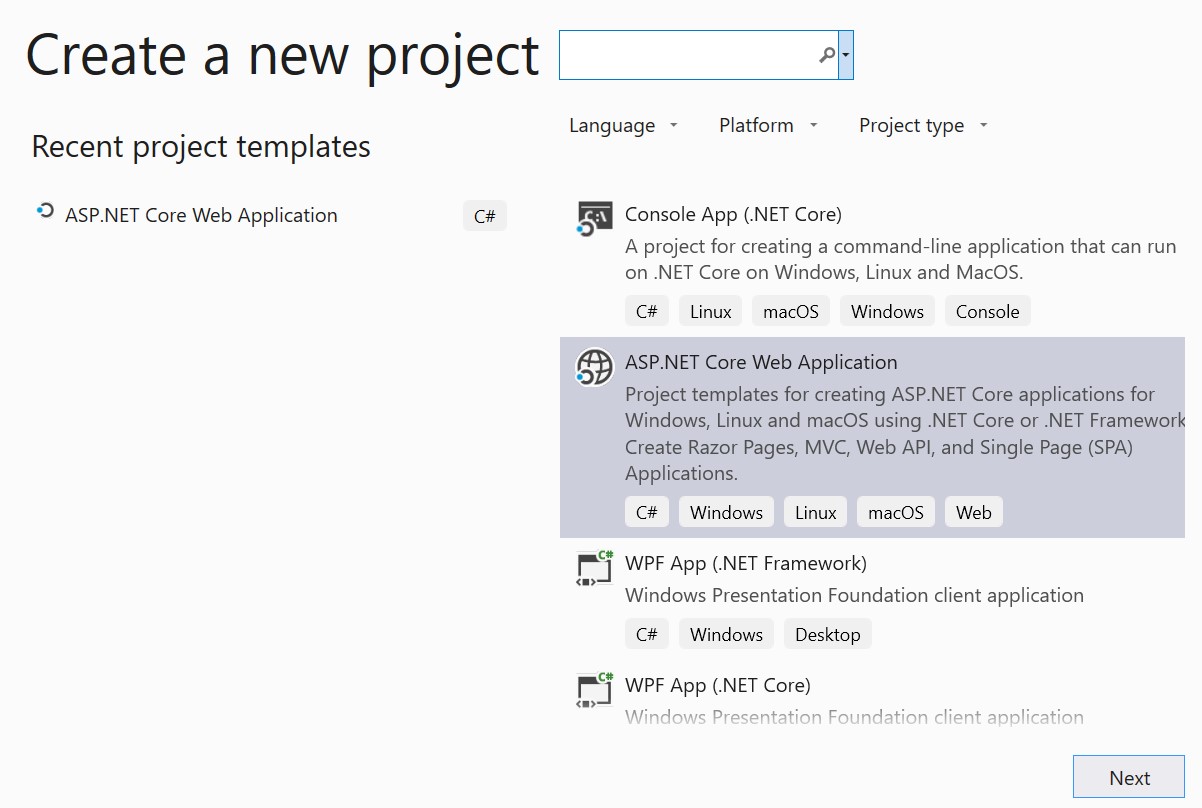 Create a new project
Recent project templates
ASP.NET Core Web Application
C#
Language
Platform
Project type
C:\
Console App (.NET Core)
A project for creating a command-line application that can run
on .NET Core on Windows, Linux and MacOS.
C# Linux macOS Windows Console
ASP.NET Core Web Application
Project templates for creating ASP.NET Core applications for
Windows, Linux and macOS using .NET Core or .NET Framework
Create Razor Pages, MVC, Web API, and Single Page (SPA)
Applications.
C# Windows Linux macOS Web
C#
WPF App (.NET Framework)
Windows Presentation Foundation client application
C# Windows Desktop
C#
WPF App (.NET Core)
Windows Presentation Foundation client application
Next